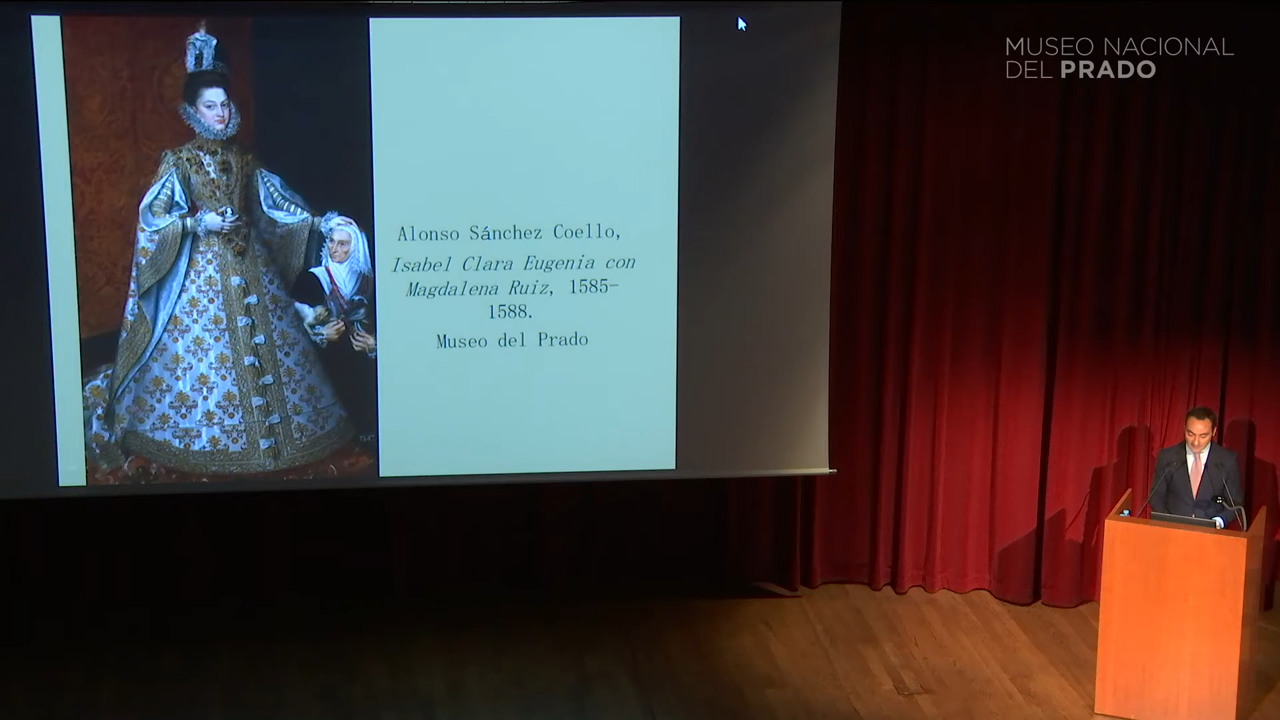 MUSEO NACIONAL
DEL PRADO
Alonso Sánchez Coello,
Isabel Clara Eugenia con
Magdalena Ruiz, 1585-
1588.
Museo del Prado